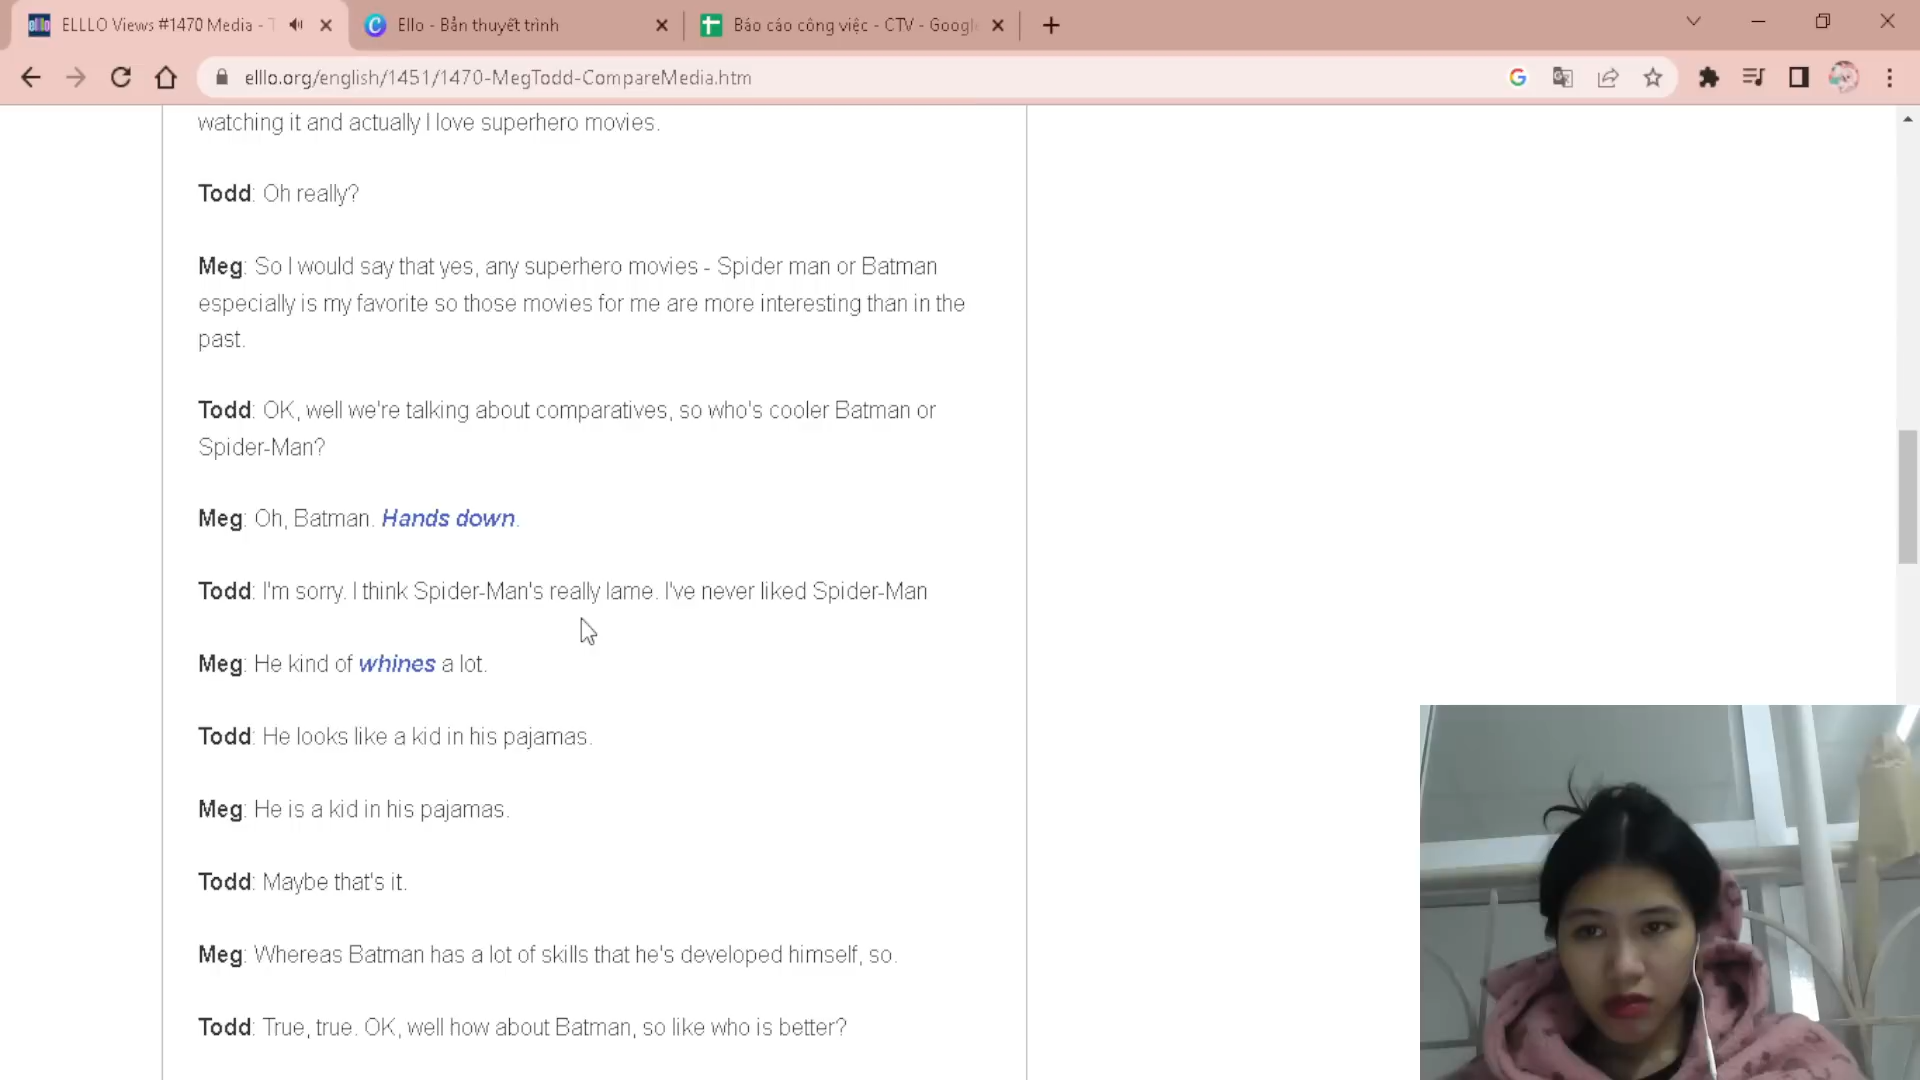 ELLLO Views #1470 Media - T
Ello - Bản thuyết trình
Báo cáo công việc - CTV - Googl
elllo.org/english/1451/1470-MegTodd-CompareMedia.htm
watching it and actually I love superhero movies.
Todd: Oh really?
Meg: So I would say that yes, any superhero movies - Spider man or Batman
especially is my favorite so those movies for me are more interesting than in the
past.
Todd: OK, well we're talking about comparatives, so who's cooler Batman or
Spider-Man?
Meg: Oh, Batman. Hands down.
Todd: I'm sorry. I think Spider-Man's really lame. I've never liked Spider-Man
Meg: He kind of whines a lot.
Todd: He looks like a kid in his pajamas.
Meg: He is a kid in his pajamas.
Todd: Maybe that's it.
Meg: Whereas Batman has a lot of skills that he's developed himself, so.
Todd: True, true. OK, well how about Batman, so like who is better?